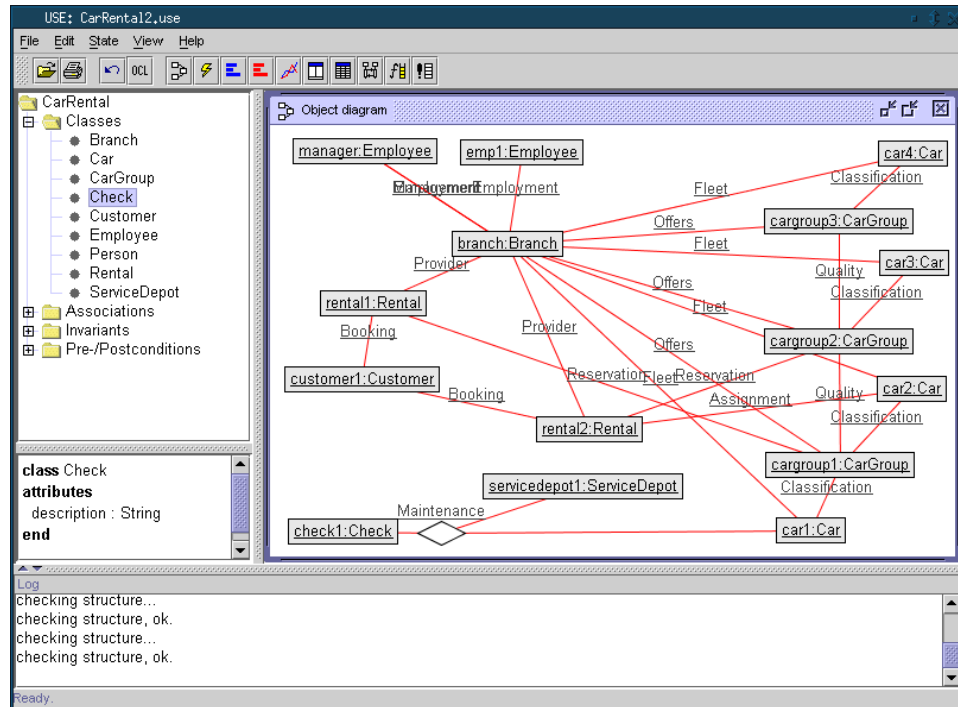 USE: CarRental2.use
File Edit State View Help
OCL
CarRental
Classes
Branch
Car
CarGroup
Check
Customer
Employee
Person
Rental
ServiceDepot
Associations
Invariants
Pre-/Postconditions
class Check
attributes
description : String
end
Object diagram
manager:Employee
emp1:Employee
car4:Car
Classification
Employment
Fleet
cargroup3:CarGroup
Offers
branch:Branch
Fleet
car3:Car
Provider
Quality
Offers
Classification
rental1:Rental
Fleet
Provider
Booking
cargroup2:CarGroup
Offers
customer1:Customer
Reservation
Fleet
Reservation
car2:Car
Booking
Assignment
Quality
Classification
rental2:Rental
cargroup1:CarGroup
servicedepot1:ServiceDepot
Classification
Maintenance
check1:Check
car1:Car
Log
checking structure...
checking structure, ok.
checking structure...
checking structure, ok.
Ready.